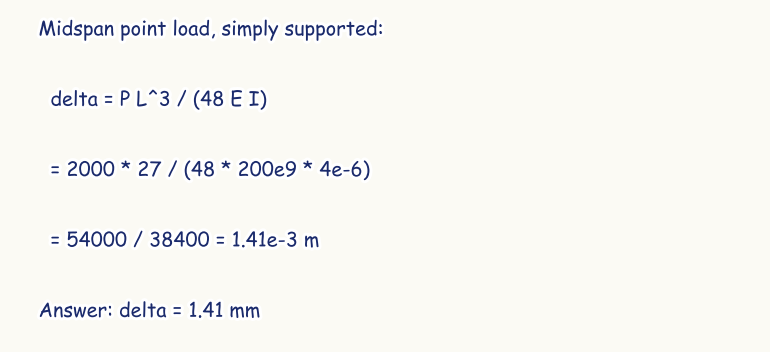 Midspan point load, simply supported:
delta = P L^3 / (48 E I)
= 2000 * 27 / (48 * 200e9 * 4e-6)
= 54000 / 38400 = 1.41e-3 m
Answer: delta = 1.41 mm